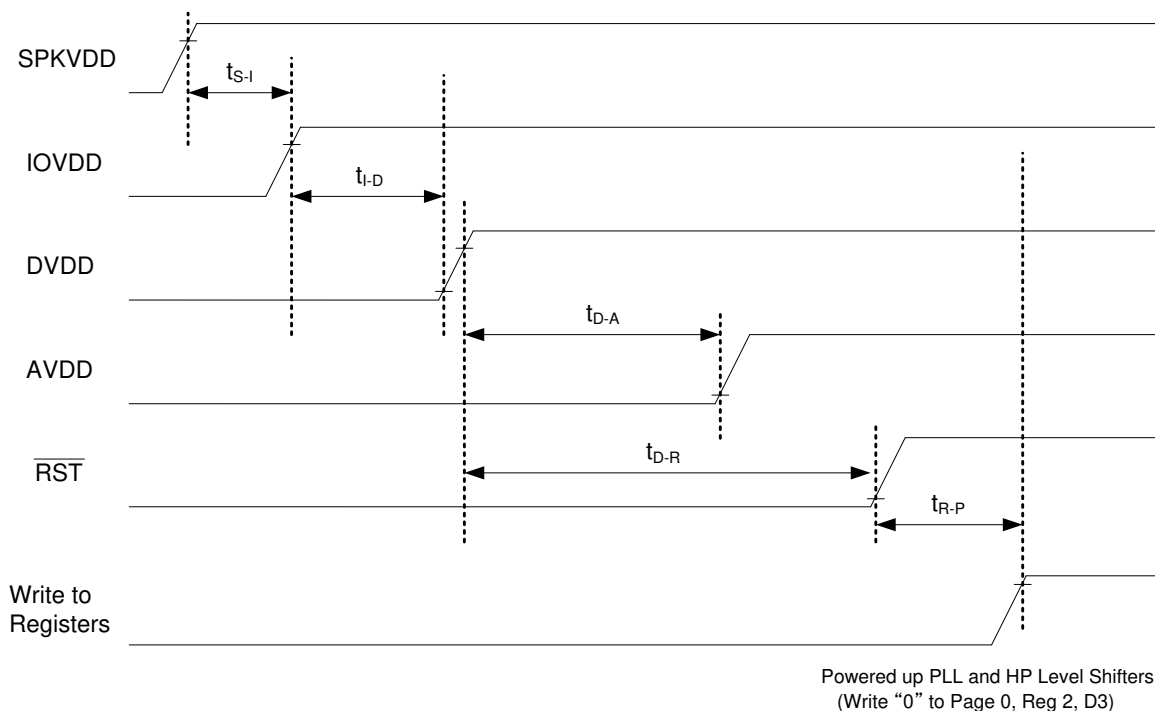 SPKVDD
tS-I
IOVDD
tI-D
DVDD
tD-A
AVDD
tD-R
RST
tR-P
Write to
Registers
Powered up PLL and HP Level Shifters
(Write “0” to Page 0, Reg 2, D3)